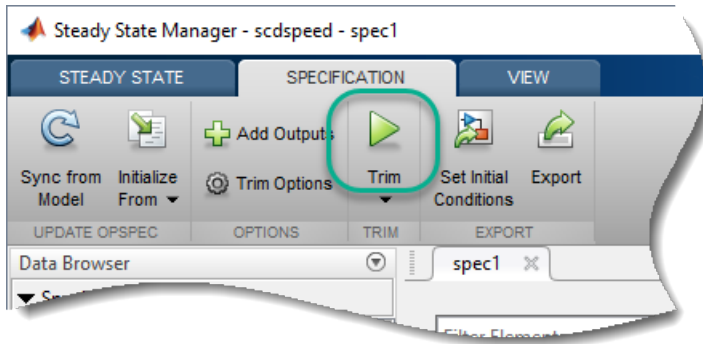 Steady State Manager - scdspeed - spec1
STEADY STATE SPECIFICATION VIEW
Sync from Model
Initialize From
Add Outputs
Trim Options
Trim
Set Initial Conditions
Export
UPDATE OPSPEC OPTIONS TRIM EXPORT
Data Browser
spec1
Filter